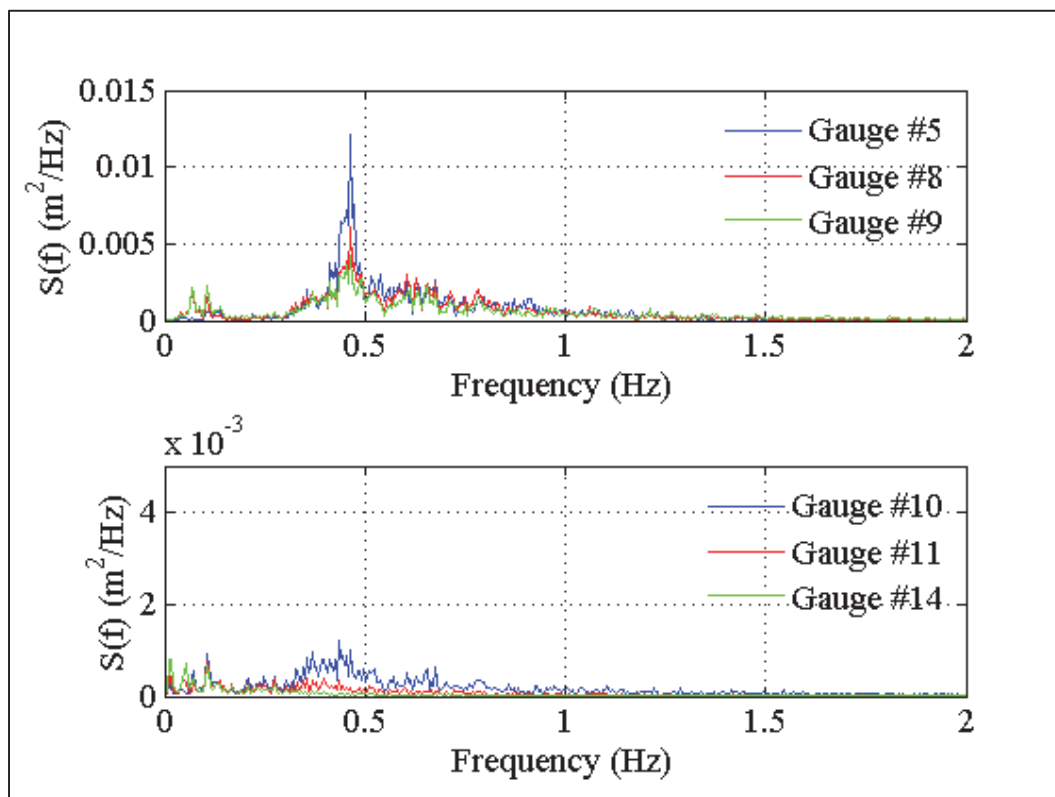 0.015
0.01
0.005
0
S(f) (m²/Hz)
Gauge #5
Gauge #8
Gauge #9
0 0.5 1 1.5 2
Frequency (Hz)
x 10⁻³
4
2
0
S(f) (m²/Hz)
Gauge #10
Gauge #11
Gauge #14
0 0.5 1 1.5 2
Frequency (Hz)